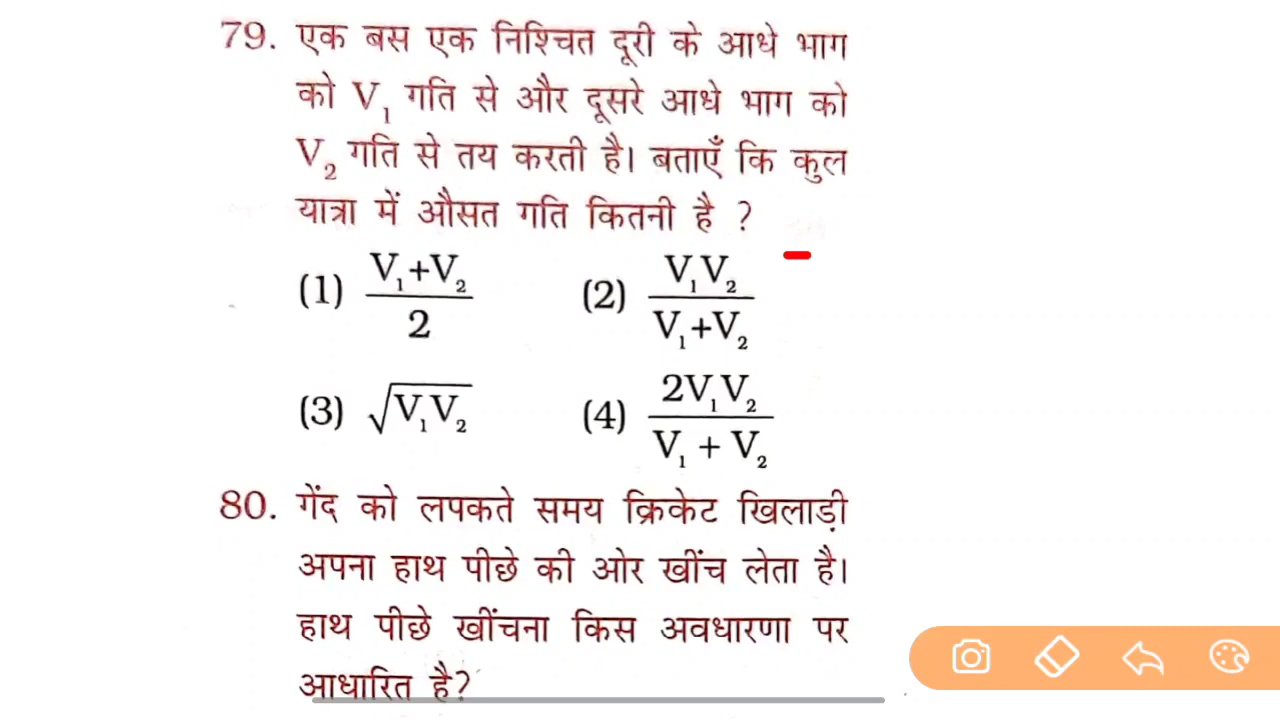 79. एक बस एक निश्चित दूरी के आधे भाग
को V₁ गति से और दूसरे आधे भाग को
V₂ गति से तय करती है। बताएँ कि कुल
यात्रा में औसत गति कितनी है ?
(1) (V₁+V₂)/2 (2) V₁V₂/(V₁+V₂)
(3) √(V₁V₂) (4) 2V₁V₂/(V₁ + V₂)
80. गेंद को लपकते समय क्रिकेट खिलाड़ी
अपना हाथ पीछे की ओर खींच लेता है।
हाथ पीछे खींचना किस अवधारणा पर
आधारित है?